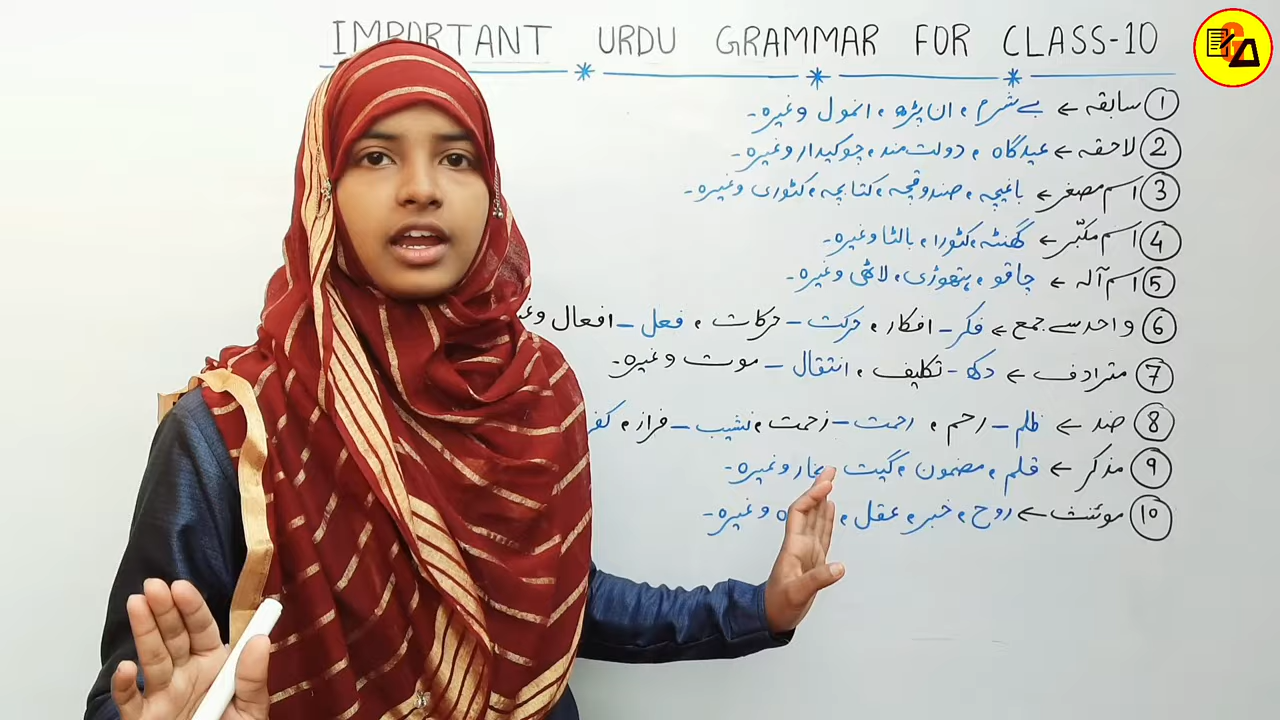 IMPORTANT URDU GRAMMAR FOR CLASS-10
① سابقہ ← بے شرم، ان پڑھ، انمول وغیرہ۔
② لاحقہ ← عیدگاہ، دولت مند، چوکیدار وغیرہ۔
③ اسم مصغر ← باغیچہ، صندوقچہ، کتابچہ، کٹوری وغیرہ۔
④ اسم مکبّر ← گھنٹہ، کٹورا، بالٹا وغیرہ۔
⑤ اسم آلہ ← چاقو، ہتھوڑی، لاٹھی وغیرہ۔
⑥ واحد سے جمع ← فکر - افکار، حرکت - حرکات، فعل - افعال
⑦ مترادف ← دکھ - تکلیف، انتقال - موت وغیرہ۔
⑧ ضد ← ظلم - رحم، رحمت - زحمت، نشیب - فراز،
⑨ مذکر ← قلم، مضمون، گیت، وغیرہ۔
⑩ موئنث ← روح، خبر، عقل، وغیرہ۔